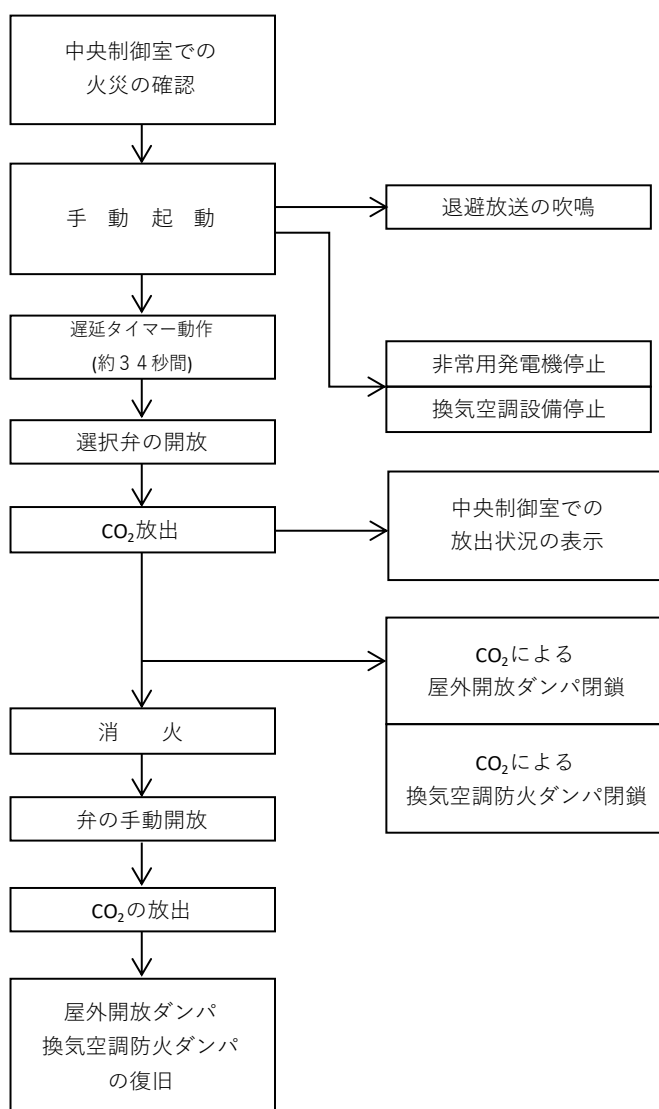 中央制御室での
火災の確認
手　動　起　動
退避放送の吹鳴
遅延タイマー動作
(約３４秒間)
非常用発電機停止
換気空調設備停止
選択弁の開放
CO₂放出
中央制御室での
放出状況の表示
CO₂による
屋外開放ダンパ閉鎖
消　　火
CO₂による
換気空調防火ダンパ閉鎖
弁の手動開放
CO₂の放出
屋外開放ダンパ
換気空調防火ダンパ
の復旧